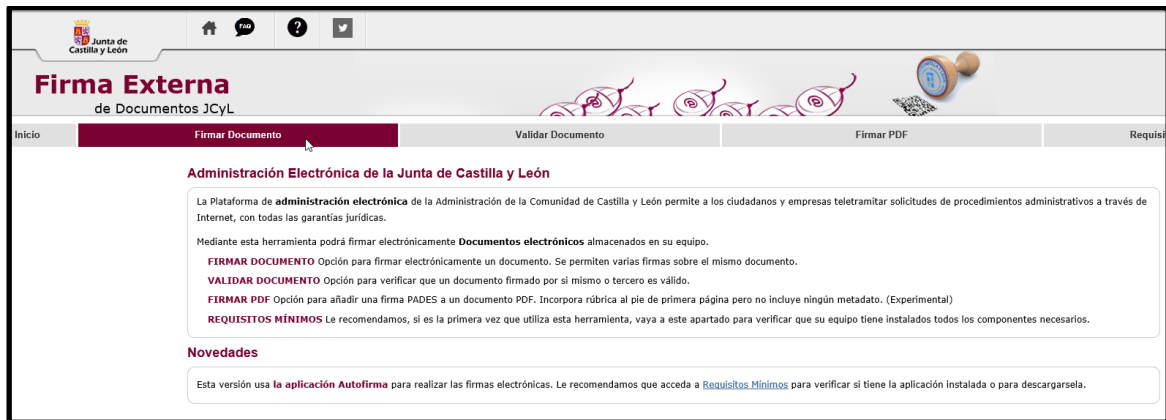 Junta de
Castilla y León
FAQ
?
Firma Externa
de Documentos JCyL
Inicio
Firmar Documento
Validar Documento
Firmar PDF
Requisi
Administración Electrónica de la Junta de Castilla y León
La Plataforma de administración electrónica de la Administración de la Comunidad de Castilla y León permite a los ciudadanos y empresas teletramitar solicitudes de procedimientos administrativos a través de
Internet, con todas las garantías jurídicas.
Mediante esta herramienta podrá firmar electrónicamente Documentos electrónicos almacenados en su equipo.
FIRMAR DOCUMENTO Opción para firmar electrónicamente un documento. Se permiten varias firmas sobre el mismo documento.
VALIDAR DOCUMENTO Opción para verificar que un documento firmado por si mismo o tercero es válido.
FIRMAR PDF Opción para añadir una firma PADES a un documento PDF. Incorpora rúbrica al pie de primera página pero no incluye ningún metadato. (Experimental)
REQUISITOS MÍNIMOS Le recomendamos, si es la primera vez que utiliza esta herramienta, vaya a este apartado para verificar que su equipo tiene instalados todos los componentes necesarios.
Novedades
Esta versión usa la aplicación Autofirma para realizar las firmas electrónicas. Le recomendamos que acceda a Requisitos Mínimos para verificar si tiene la aplicación instalada o para descargarsela.